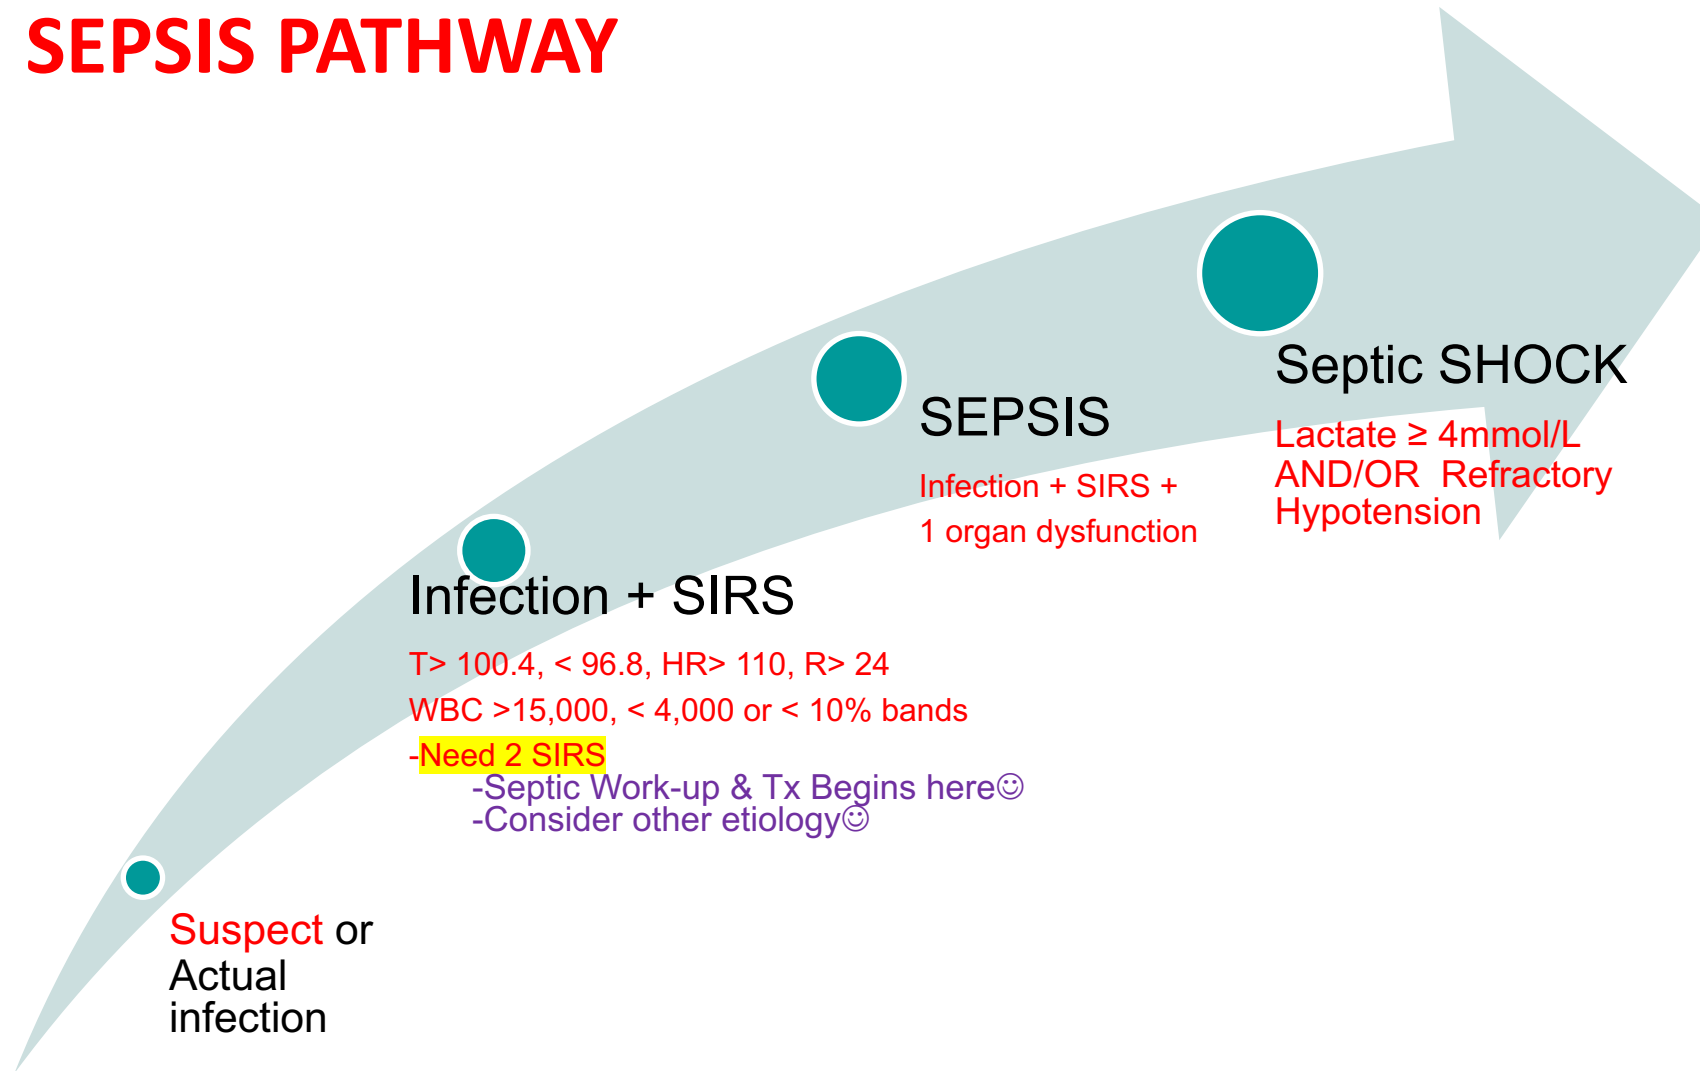 SEPSIS PATHWAY
Suspect or
Actual
infection
Infection + SIRS
T> 100.4, < 96.8, HR> 110, R> 24
WBC >15,000, < 4,000 or < 10% bands
-Need 2 SIRS
-Septic Work-up & Tx Begins here☺
-Consider other etiology☺
SEPSIS
Infection + SIRS +
1 organ dysfunction
Septic SHOCK
Lactate ≥ 4mmol/L
AND/OR  Refractory
Hypotension